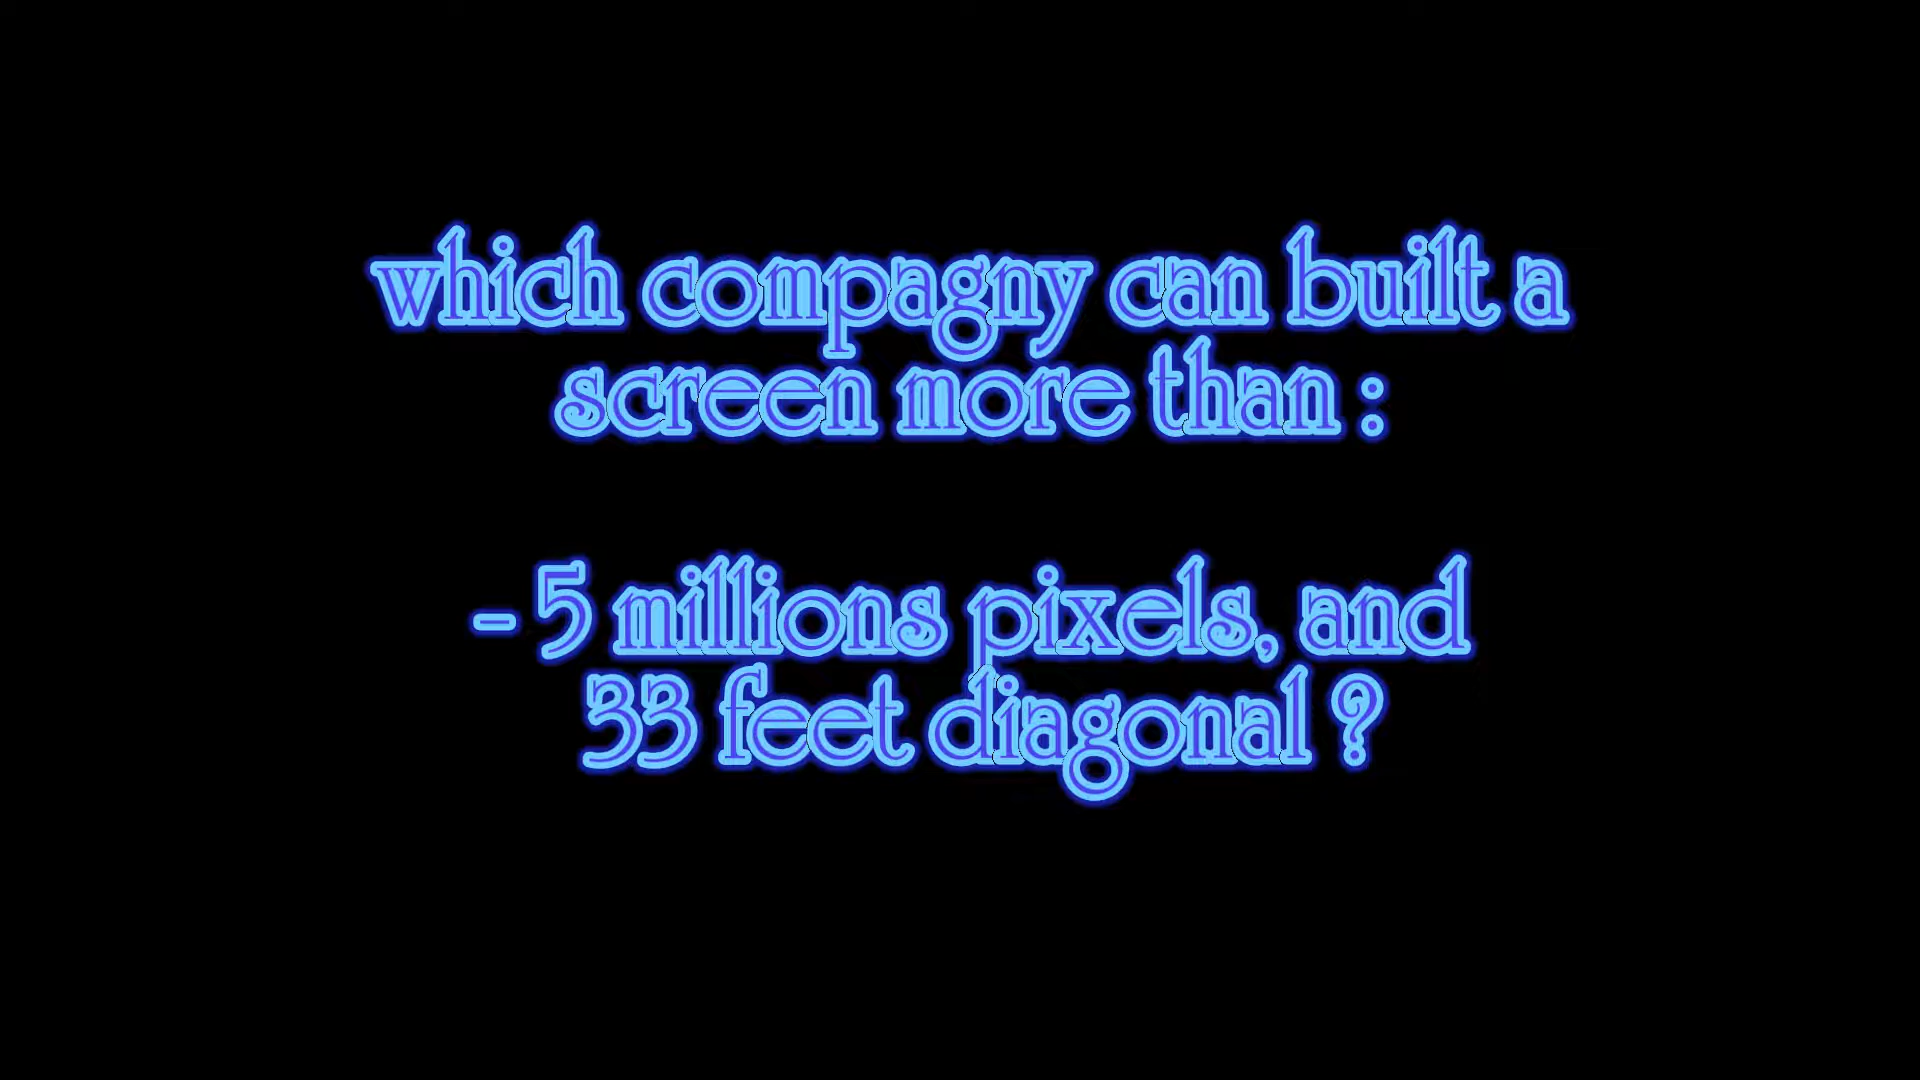 which compagny can built a
screen more than :
- 5 millions pixels, and
33 feet diagonal ?